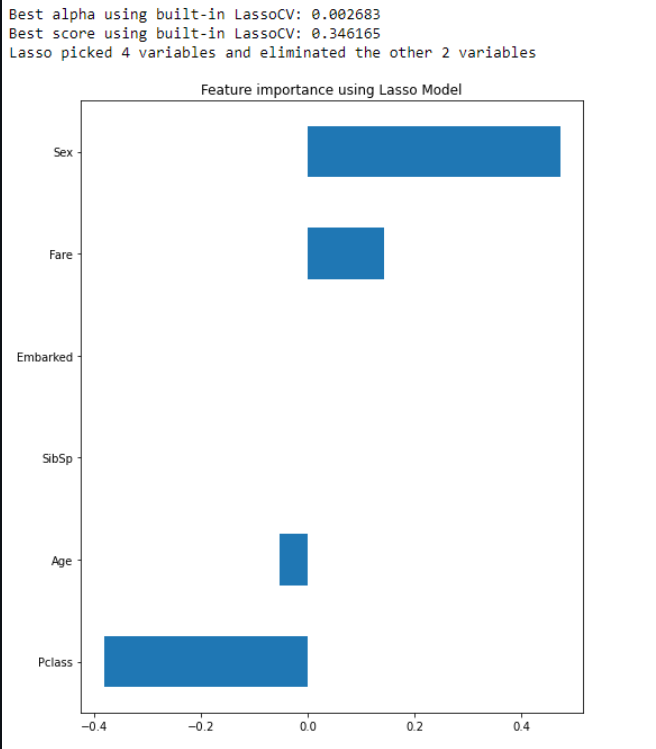 Best alpha using built-in LassoCV: 0.002683
Best score using built-in LassoCV: 0.346165
Lasso picked 4 variables and eliminated the other 2 variables
Feature importance using Lasso Model
Sex
Fare
Embarked
SibSp
Age
Pclass
−0.4 −0.2 0.0 0.2 0.4